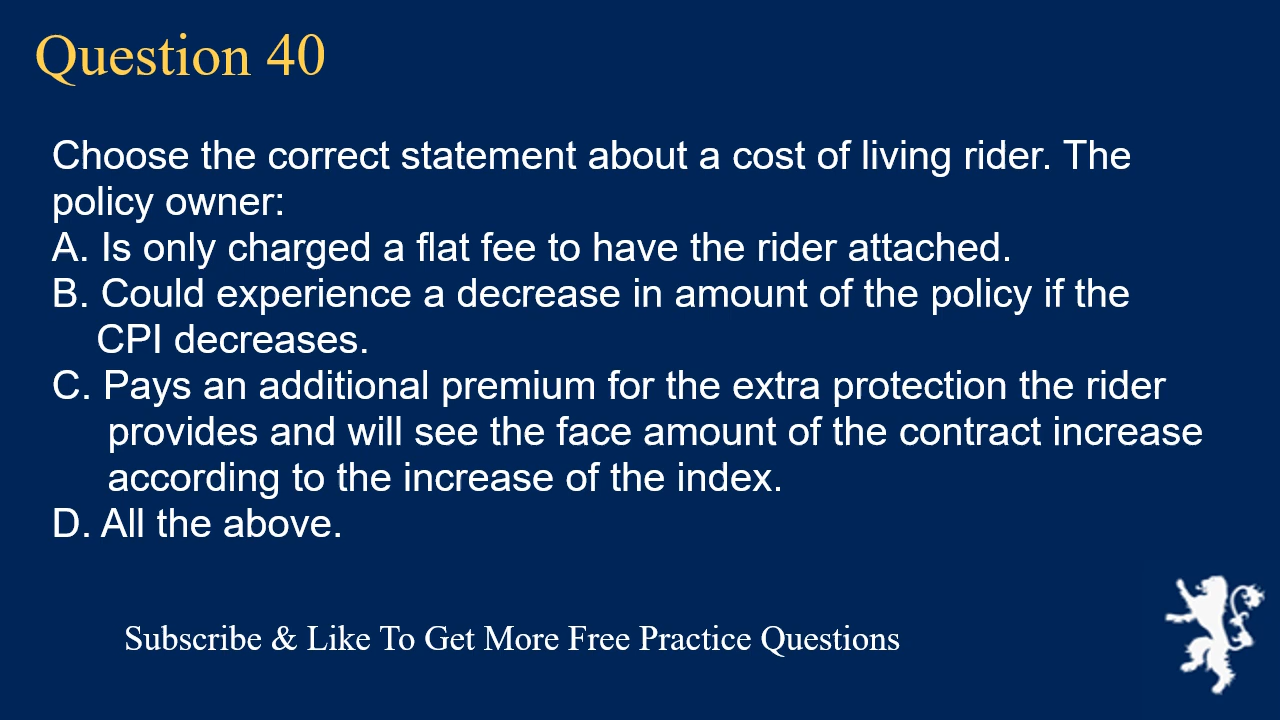 Question 40
Choose the correct statement about a cost of living rider. The
policy owner:
A. Is only charged a flat fee to have the rider attached.
B. Could experience a decrease in amount of the policy if the
CPI decreases.
C. Pays an additional premium for the extra protection the rider
provides and will see the face amount of the contract increase
according to the increase of the index.
D. All the above.
Subscribe & Like To Get More Free Practice Questions